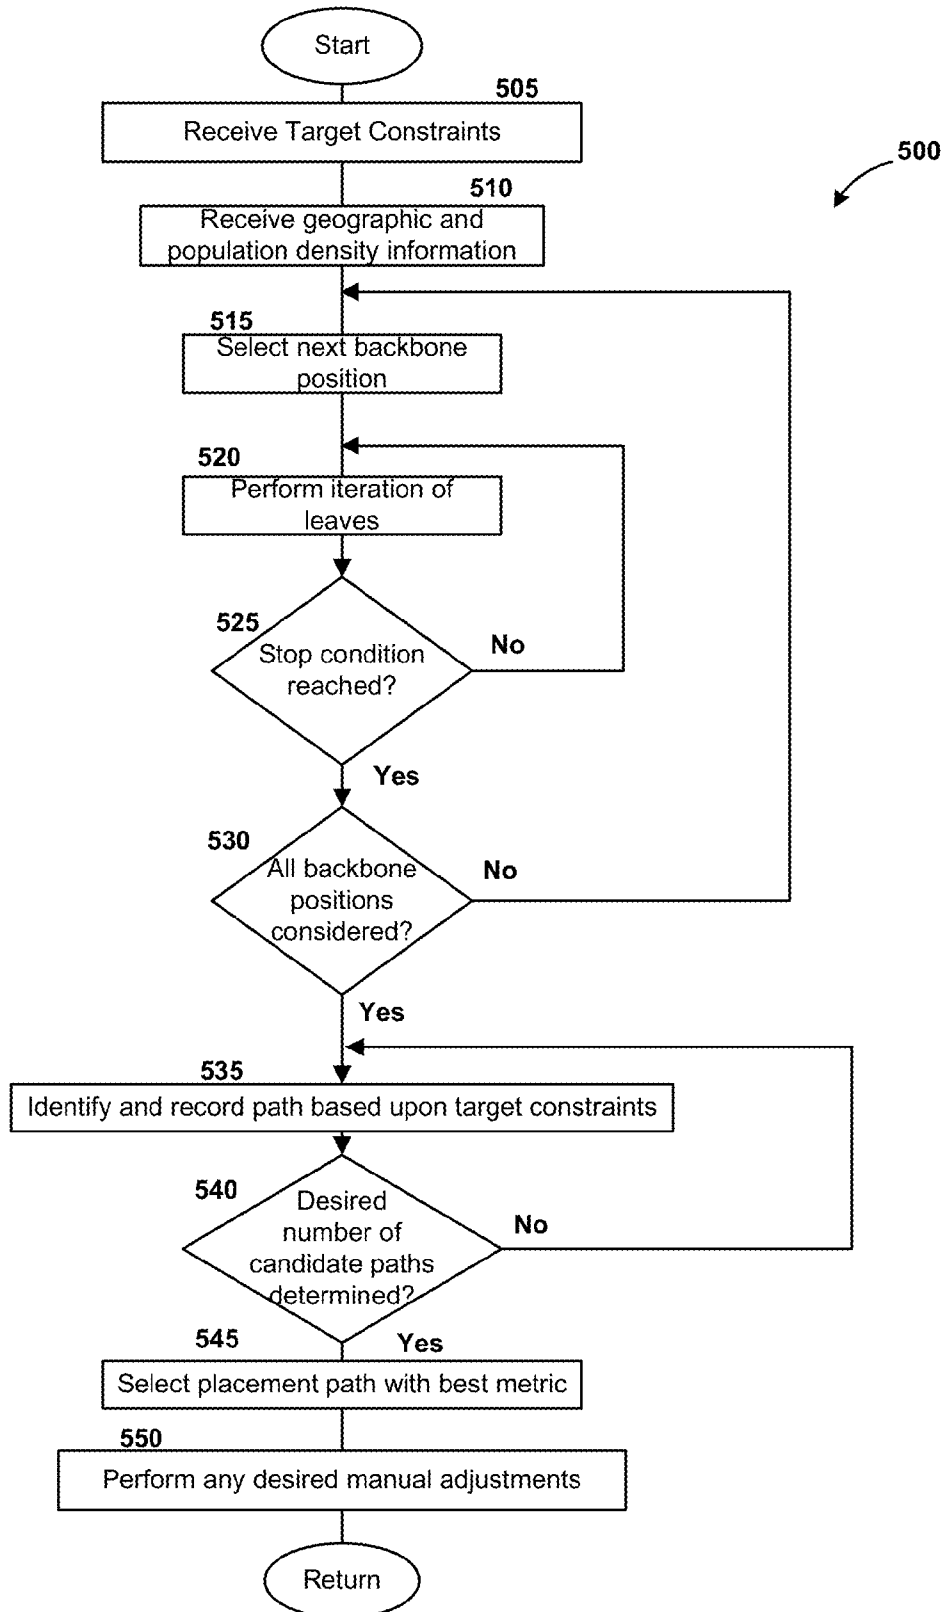 Start
505
Receive Target Constraints
500
510
Receive geographic and
population density information
515
Select next backbone
position
520
Perform iteration of
leaves
525
Stop condition
reached?
No
Yes
530
All backbone
positions
considered?
No
Yes
535
Identify and record path based upon target constraints
540
Desired
number of
candidate paths
determined?
No
Yes
545
Select placement path with best metric
550
Perform any desired manual adjustments
Return